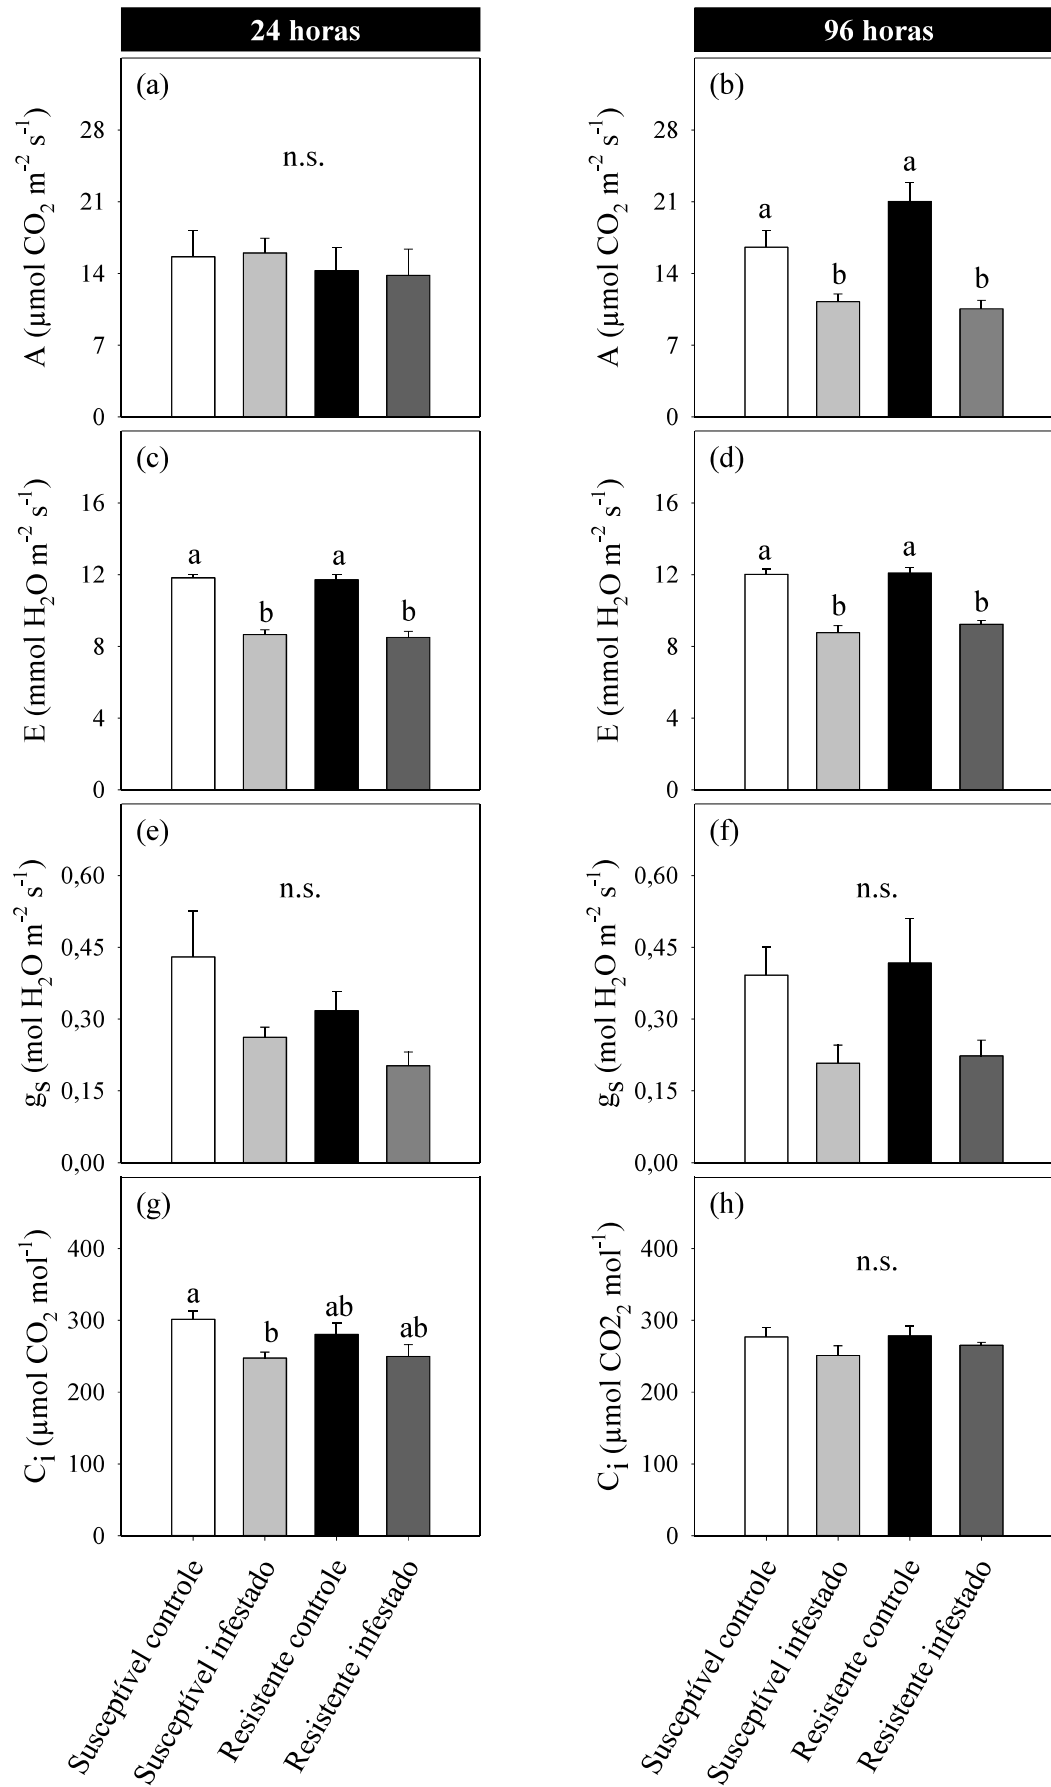 24 horas
96 horas
(a)
n.s.
A (µmol CO₂ m⁻² s⁻¹)
28
21
14
7
0
(b)
a
b
a
b
A (µmol CO₂ m⁻² s⁻¹)
28
21
14
7
0
(c)
a
b
a
b
E (mmol H₂O m⁻² s⁻¹)
16
12
8
4
0
(d)
a
b
a
b
E (mmol H₂O m⁻² s⁻¹)
16
12
8
4
0
(e)
n.s.
gs (mol H₂O m⁻² s⁻¹)
0,60
0,45
0,30
0,15
0,00
(f)
n.s.
gs (mol H₂O m⁻² s⁻¹)
0,60
0,45
0,30
0,15
0,00
(g)
a
b
ab
ab
Ci (µmol CO₂ mol⁻¹)
400
300
200
100
0
(h)
n.s.
Ci (µmol CO2₂ mol⁻¹)
400
300
200
100
0
Susceptível controle
Susceptível infestado
Resistente controle
Resistente infestado
Susceptível controle
Susceptível infestado
Resistente controle
Resistente infestado